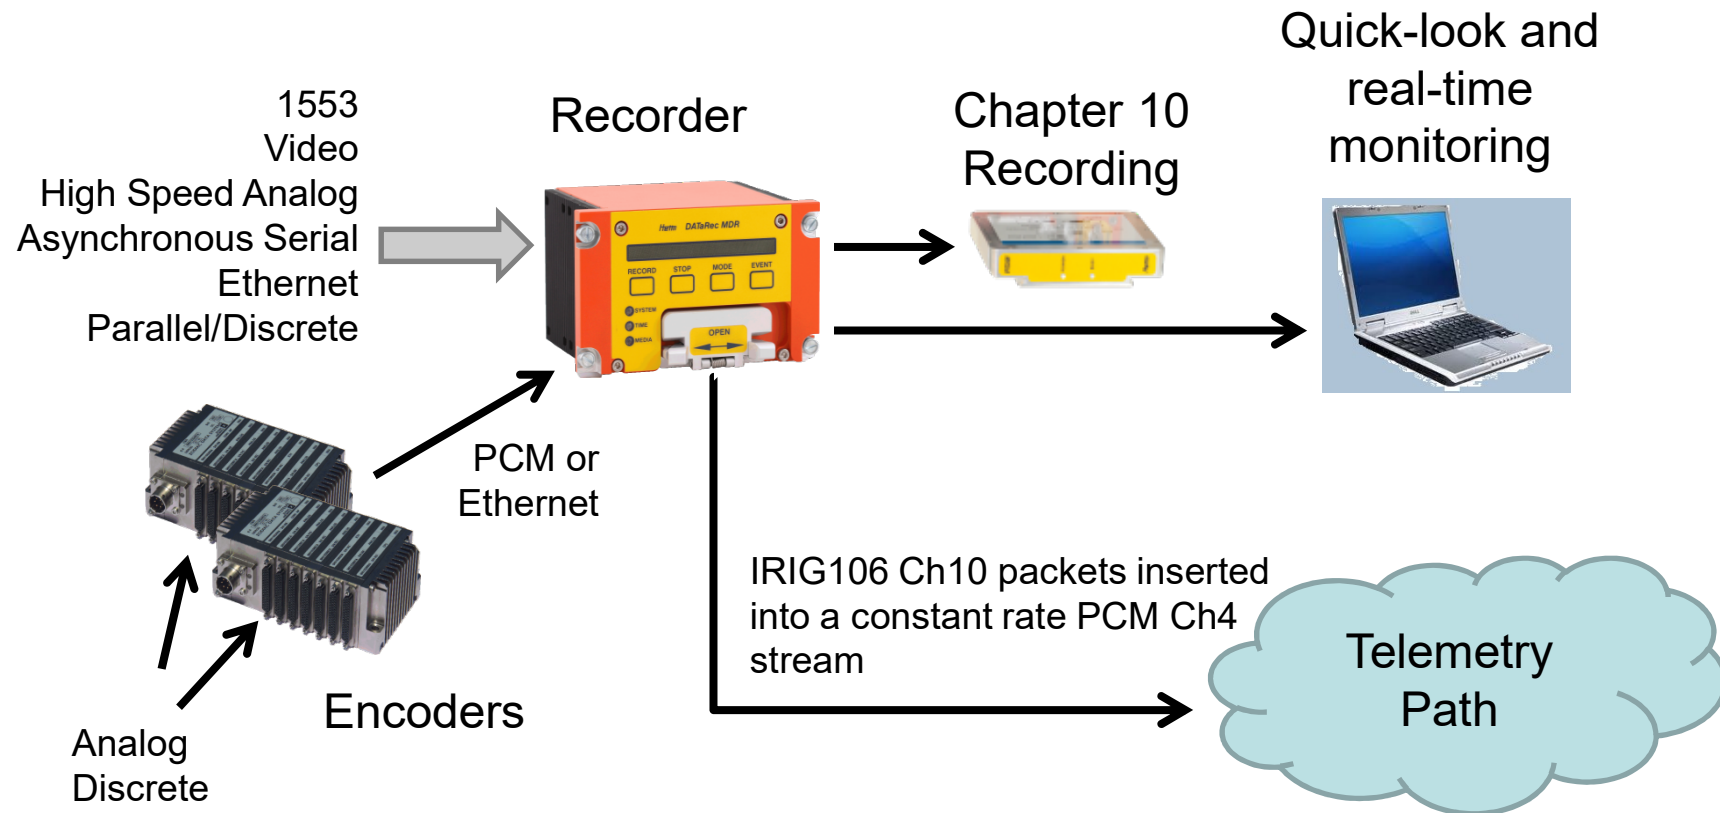 Quick-look and
real-time
monitoring
1553
Video
High Speed Analog
Asynchronous Serial
Ethernet
Parallel/Discrete
Recorder
Chapter 10
Recording
DATaRec MDR
RECORD STOP MODE EVENT
SYSTEM
TIME
MEDIA
OPEN
DELL
PCM or
Ethernet
IRIG106 Ch10 packets inserted
into a constant rate PCM Ch4
stream
Telemetry
Path
Encoders
Analog
Discrete